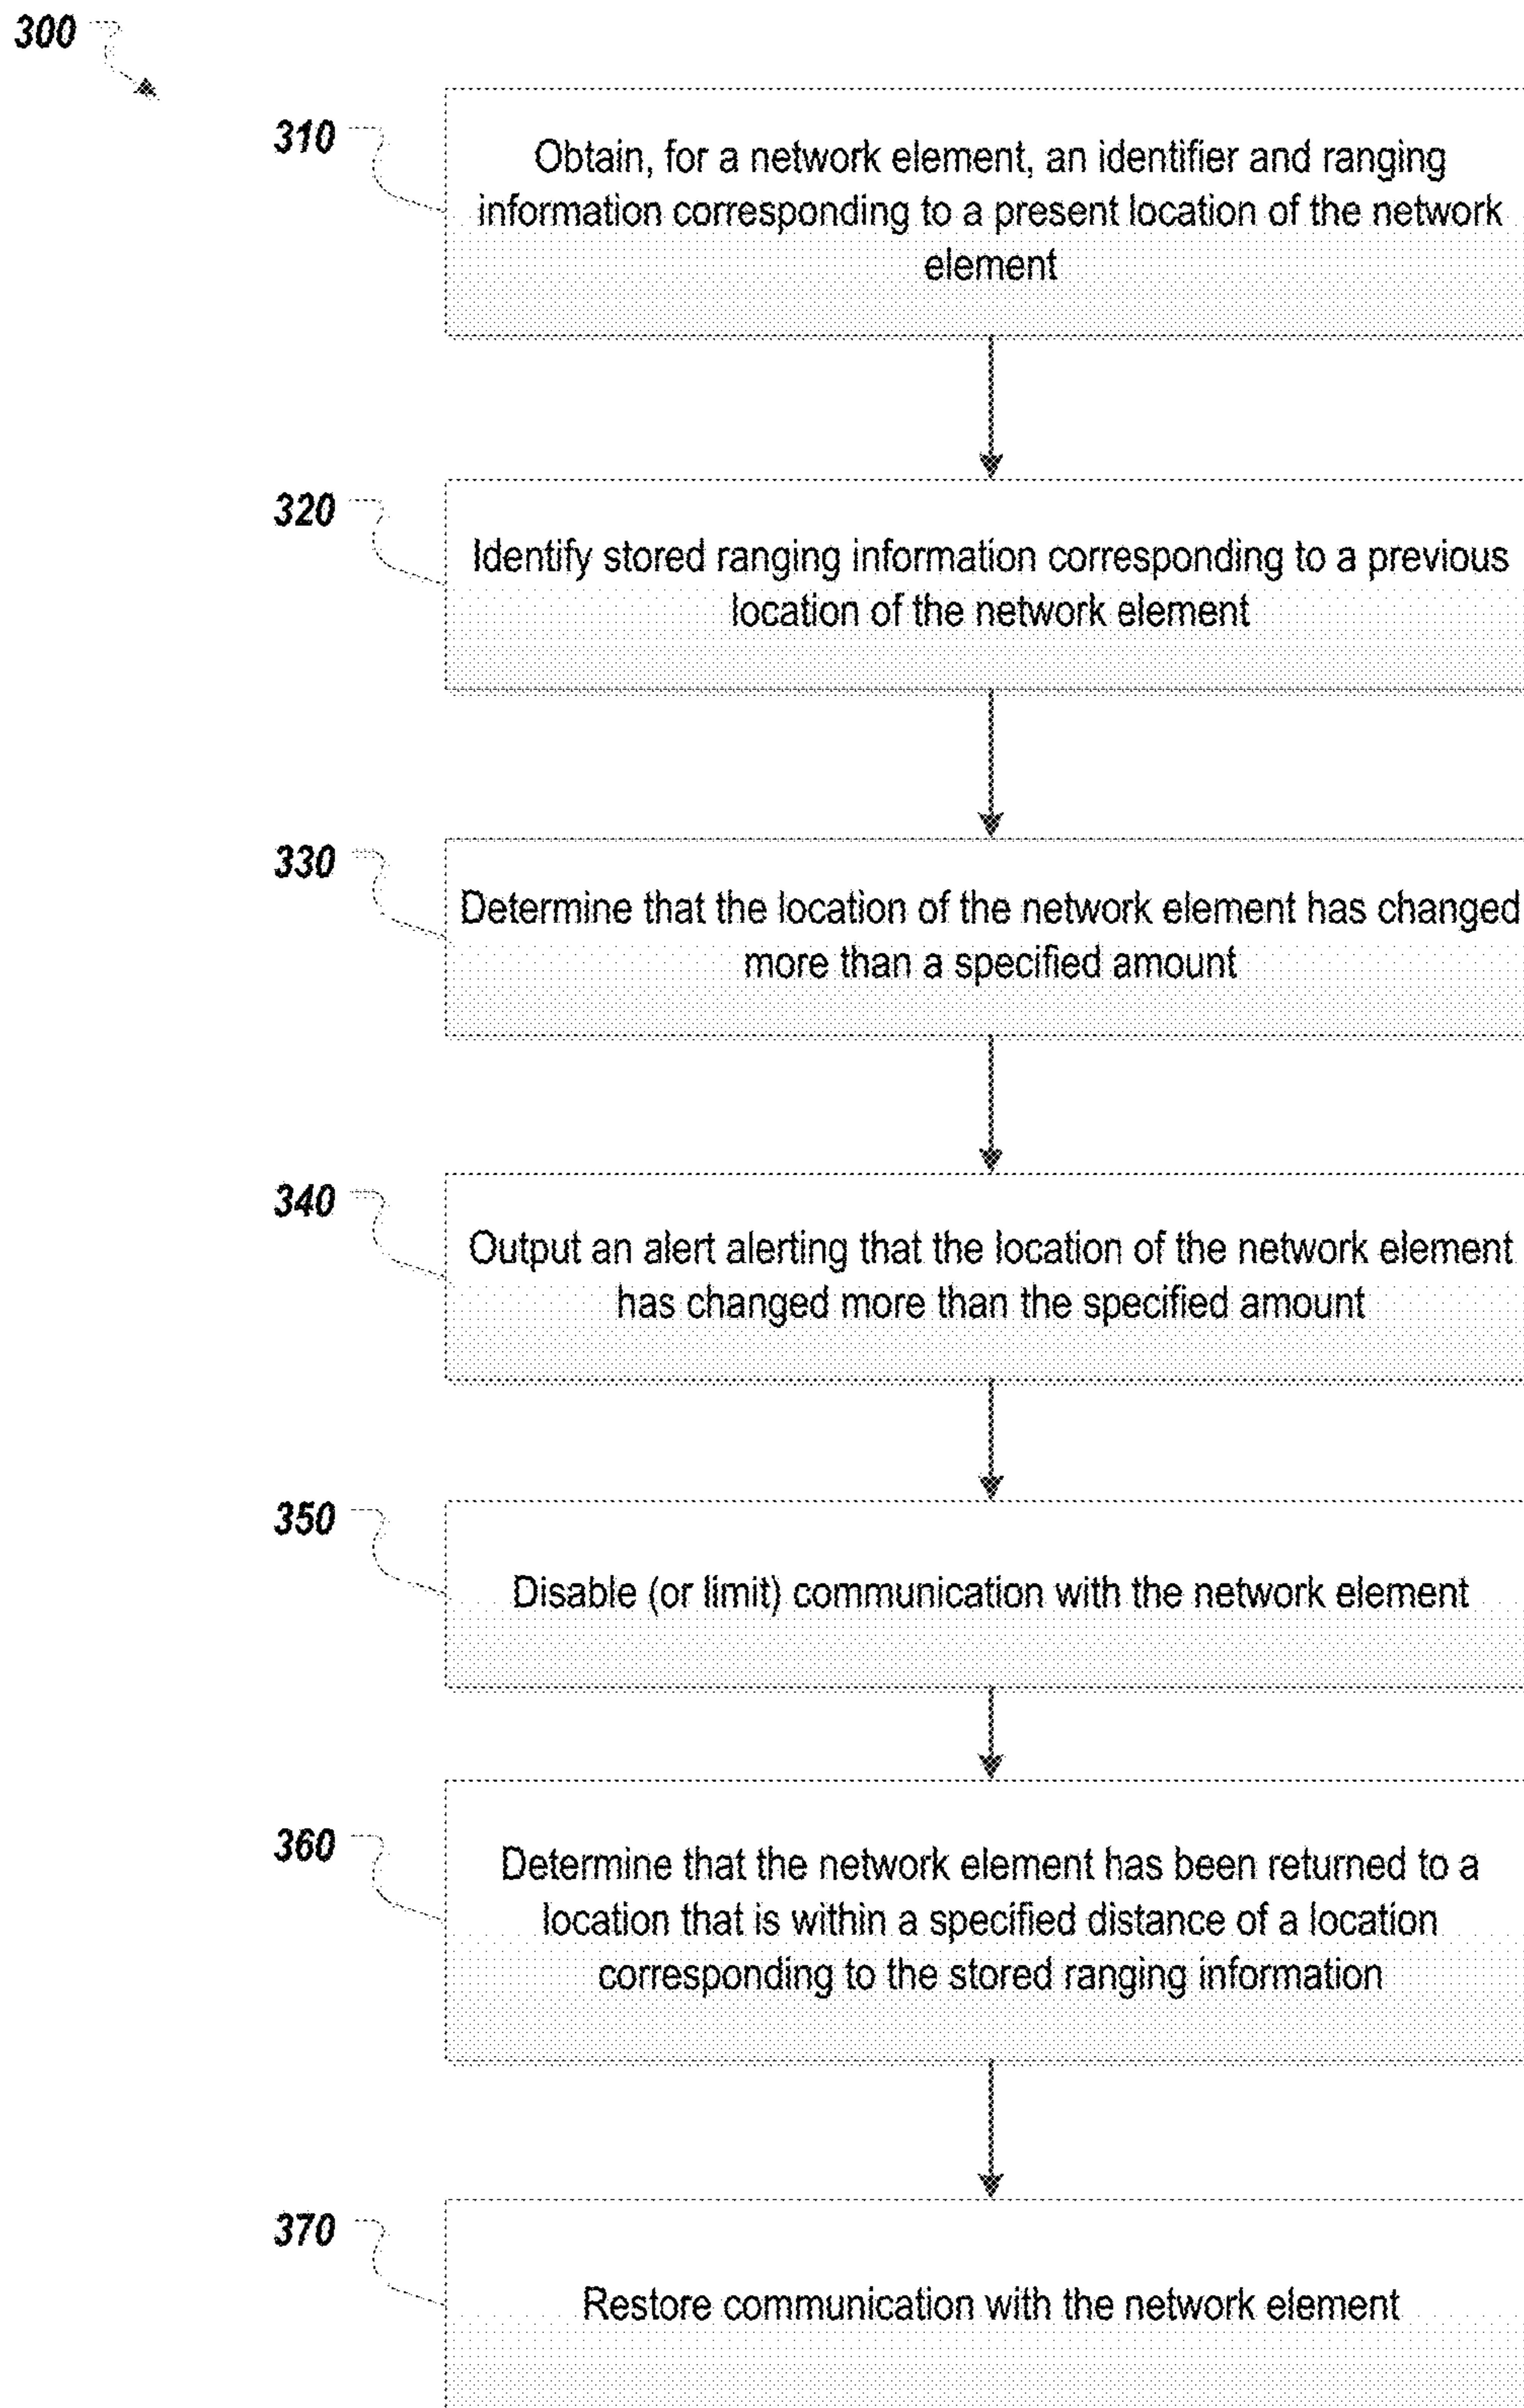 300
310
Obtain, for a network element, an identifier and ranging
information corresponding to a present location of the network
element
320
Identify stored ranging information corresponding to a previous
location of the network element
330
Determine that the location of the network element has changed
more than a specified amount
340
Output an alert alerting that the location of the network element
has changed more than the specified amount
350
Disable (or limit) communication with the network element
360
Determine that the network element has been returned to a
location that is within a specified distance of a location
corresponding to the stored ranging information
370
Restore communication with the network element